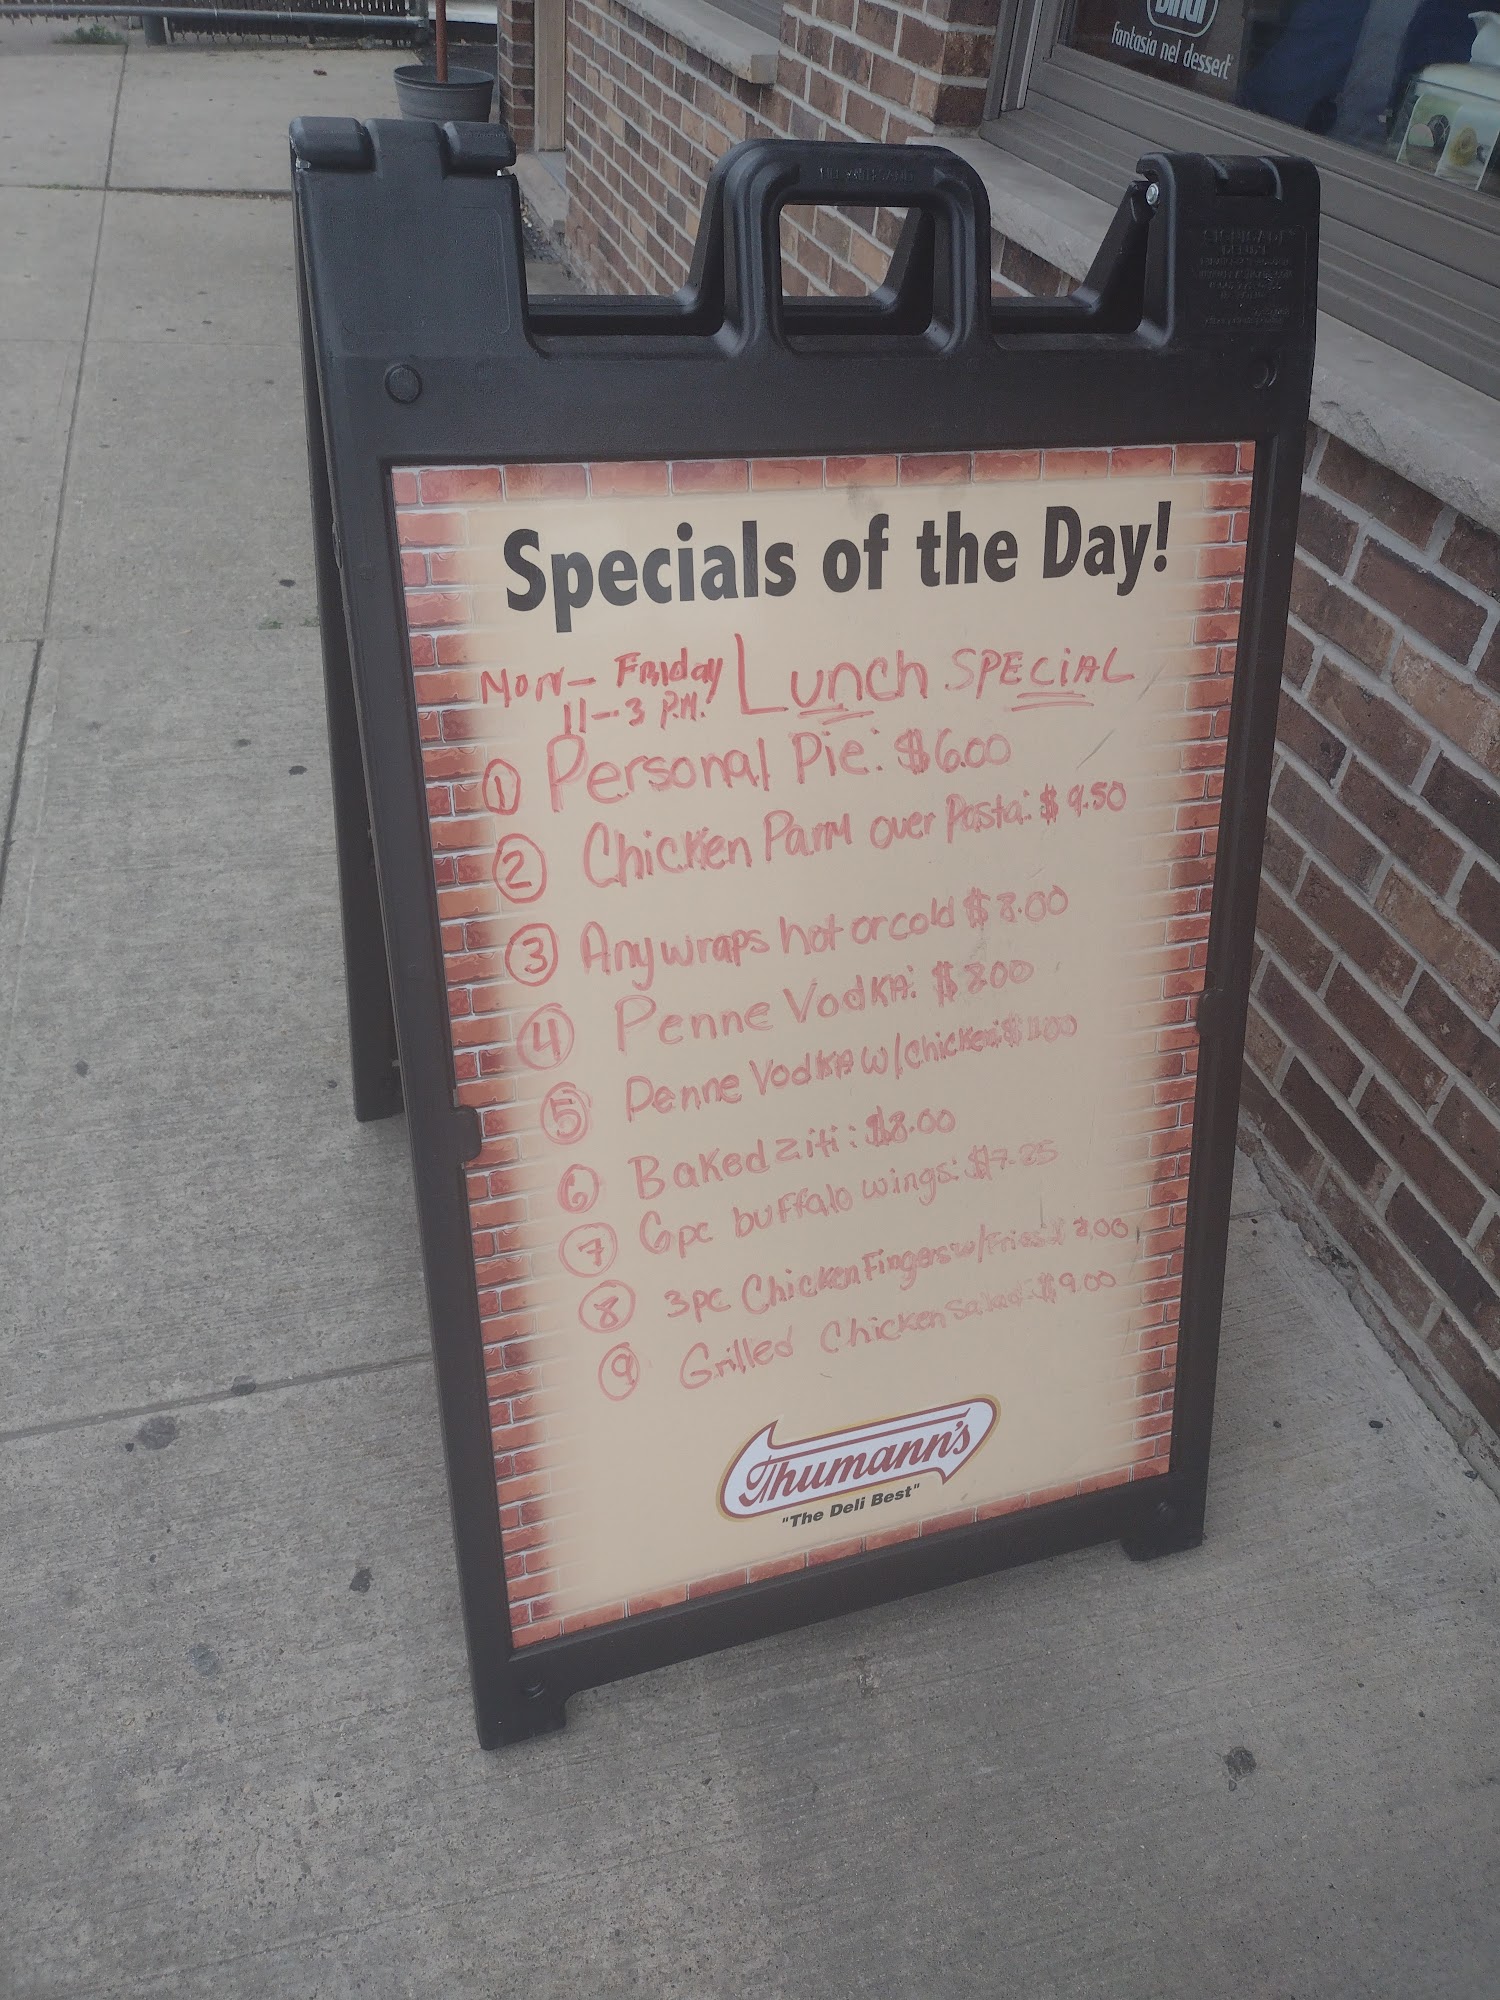 fantasia nel dessert
Specials of the Day!
Mon - Friday Lunch SPECIAL
11-3 P.M.
1 Personal Pie: $6.00
2 Chicken Parm over Pasta: $9.50
3 Any wraps hot or cold $8.00
4 Penne Vodka: $8.00
5 Penne Vodka w/chicken:
6 Baked ziti: $8.00
7 6pc buffalo wings: $7.25
8 3pc Chicken Fingers w/Fries: $8.00
9 Grilled Chicken Salad: $9.00
Thumann's
"The Deli Best"